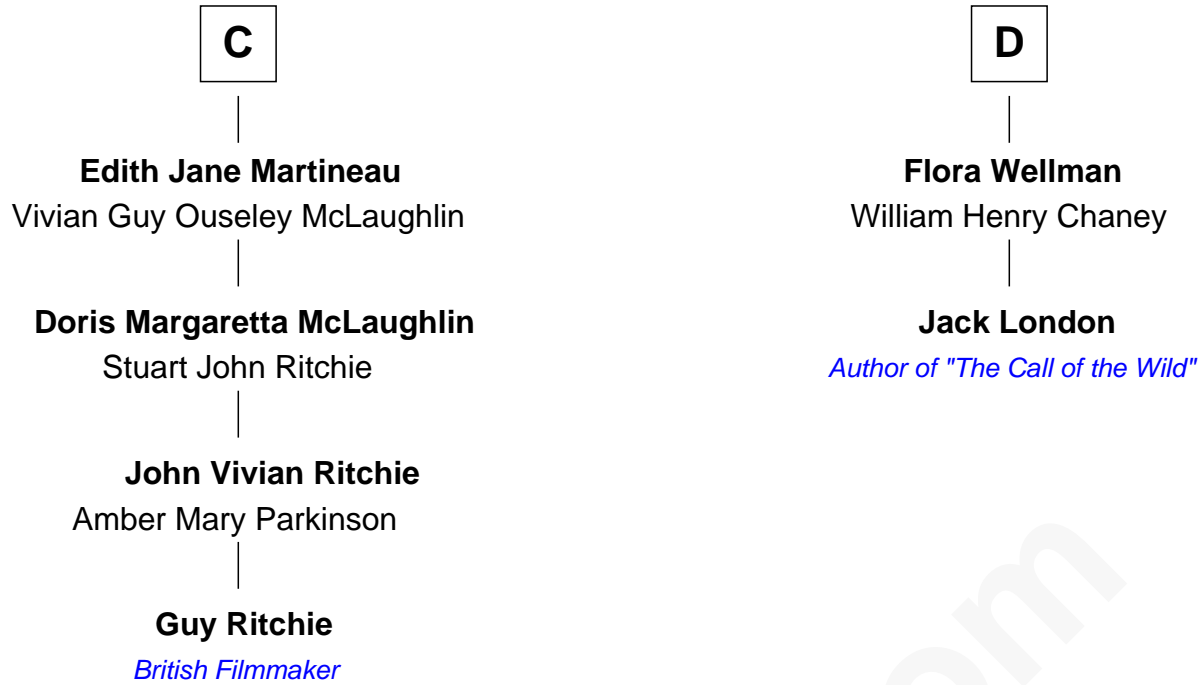 C
Edith Jane Martineau
Vivian Guy Ouseley McLaughlin
Doris Margaretta McLaughlin
Stuart John Ritchie
John Vivian Ritchie
Amber Mary Parkinson
Guy Ritchie
British Filmmaker
D
Flora Wellman
William Henry Chaney
Jack London
Author of "The Call of the Wild"
om